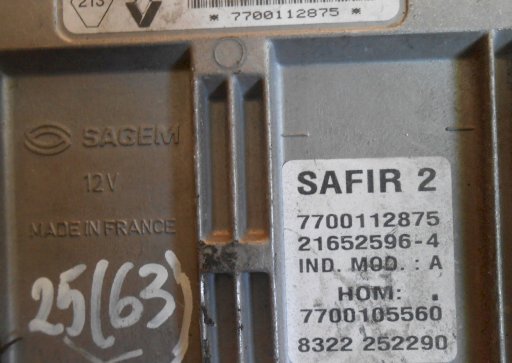 21S
* 7700112875 *
SAGEM
12V
MADE IN FRANCE
25(63)
SAFIR 2
7700112875
21652596-4
IND. MOD. : A
HOM: .
7700105560
8322 252290